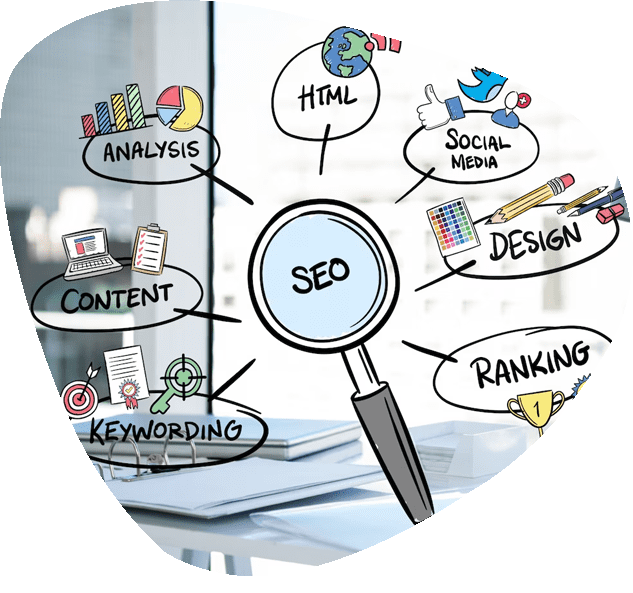 HTML
ANALYSIS
SOCIAL
MEDIA
DESIGN
SEO
CONTENT
RANKING
1
KEYWORDING